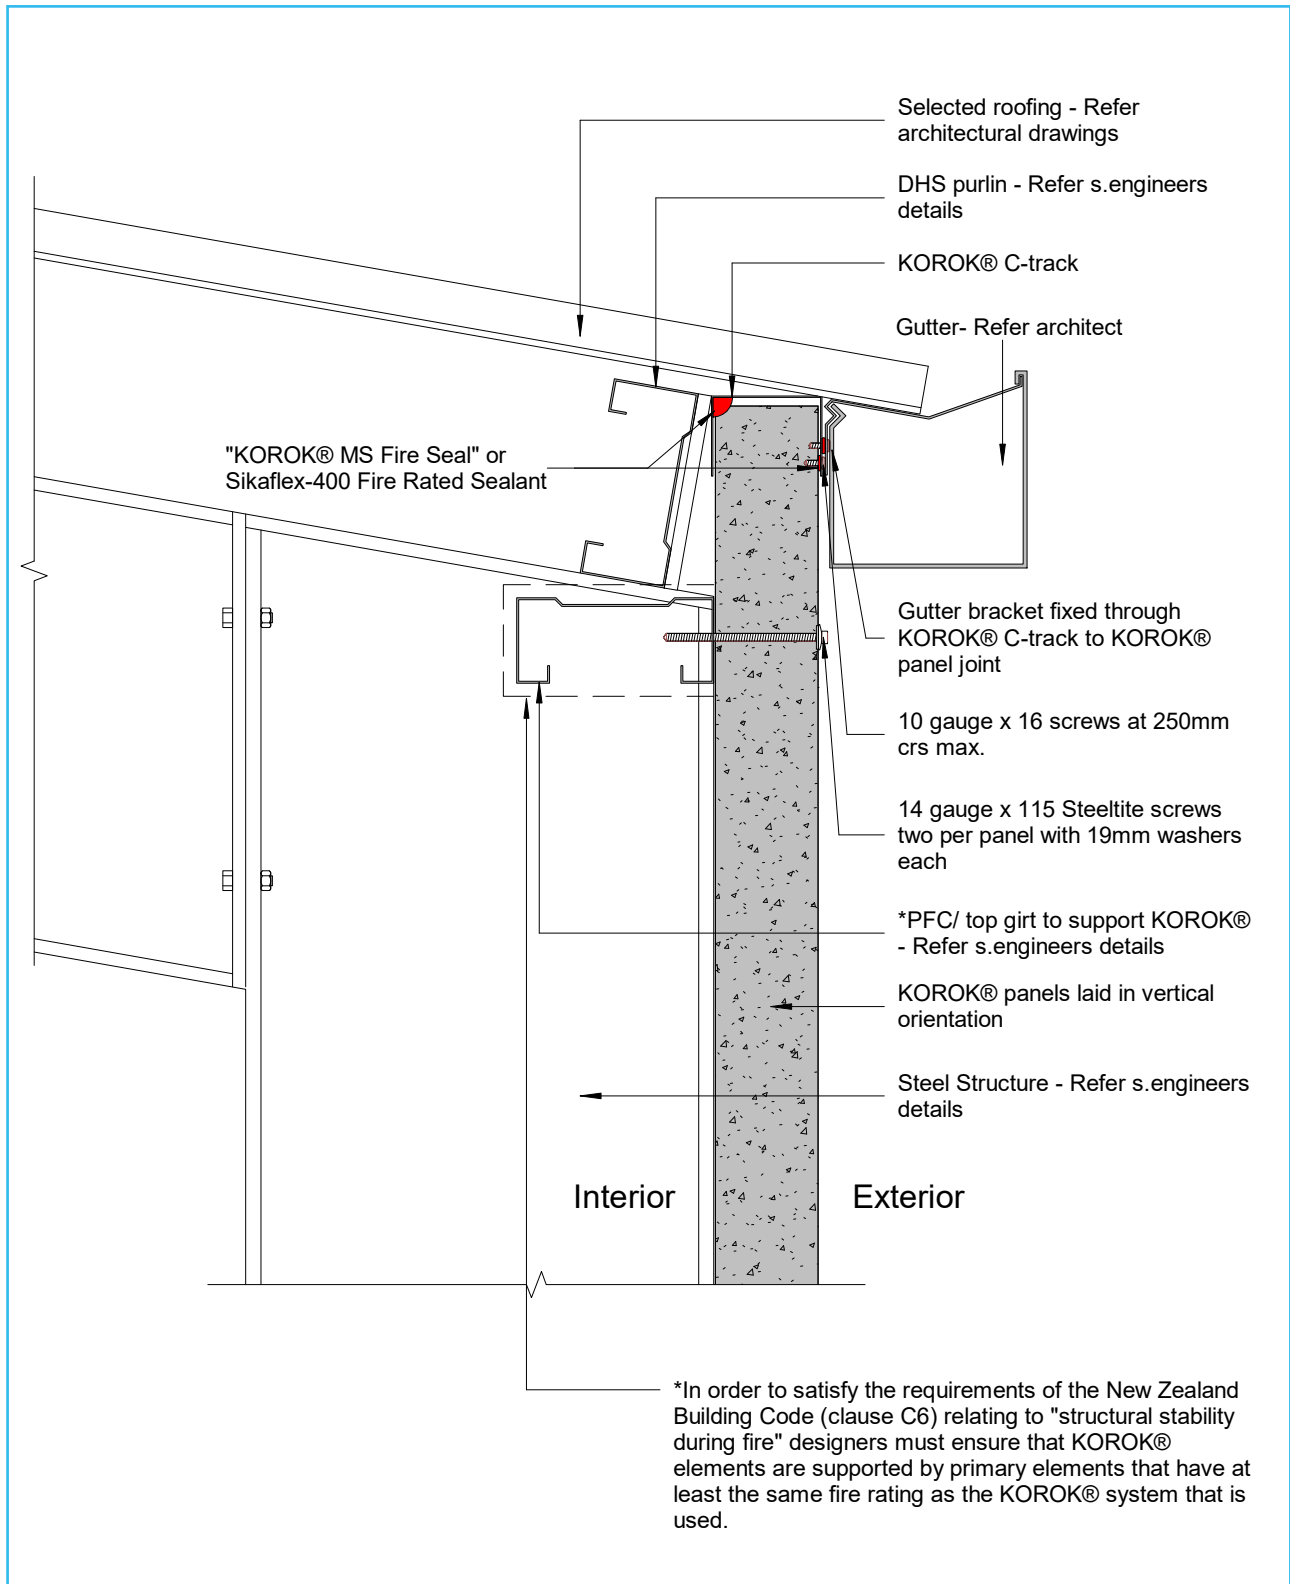 Selected roofing - Refer
architectural drawings
DHS purlin - Refer s.engineers
details
KOROK® C-track
Gutter- Refer architect
"KOROK® MS Fire Seal" or
Sikaflex-400 Fire Rated Sealant
Gutter bracket fixed through
KOROK® C-track to KOROK®
panel joint
10 gauge x 16 screws at 250mm
crs max.
14 gauge x 115 Steeltite screws
two per panel with 19mm washers
each
*PFC/ top girt to support KOROK®
- Refer s.engineers details
KOROK® panels laid in vertical
orientation
Steel Structure - Refer s.engineers
details
Interior
Exterior
*In order to satisfy the requirements of the New Zealand
Building Code (clause C6) relating to "structural stability
during fire" designers must ensure that KOROK®
elements are supported by primary elements that have at
least the same fire rating as the KOROK® system that is
used.